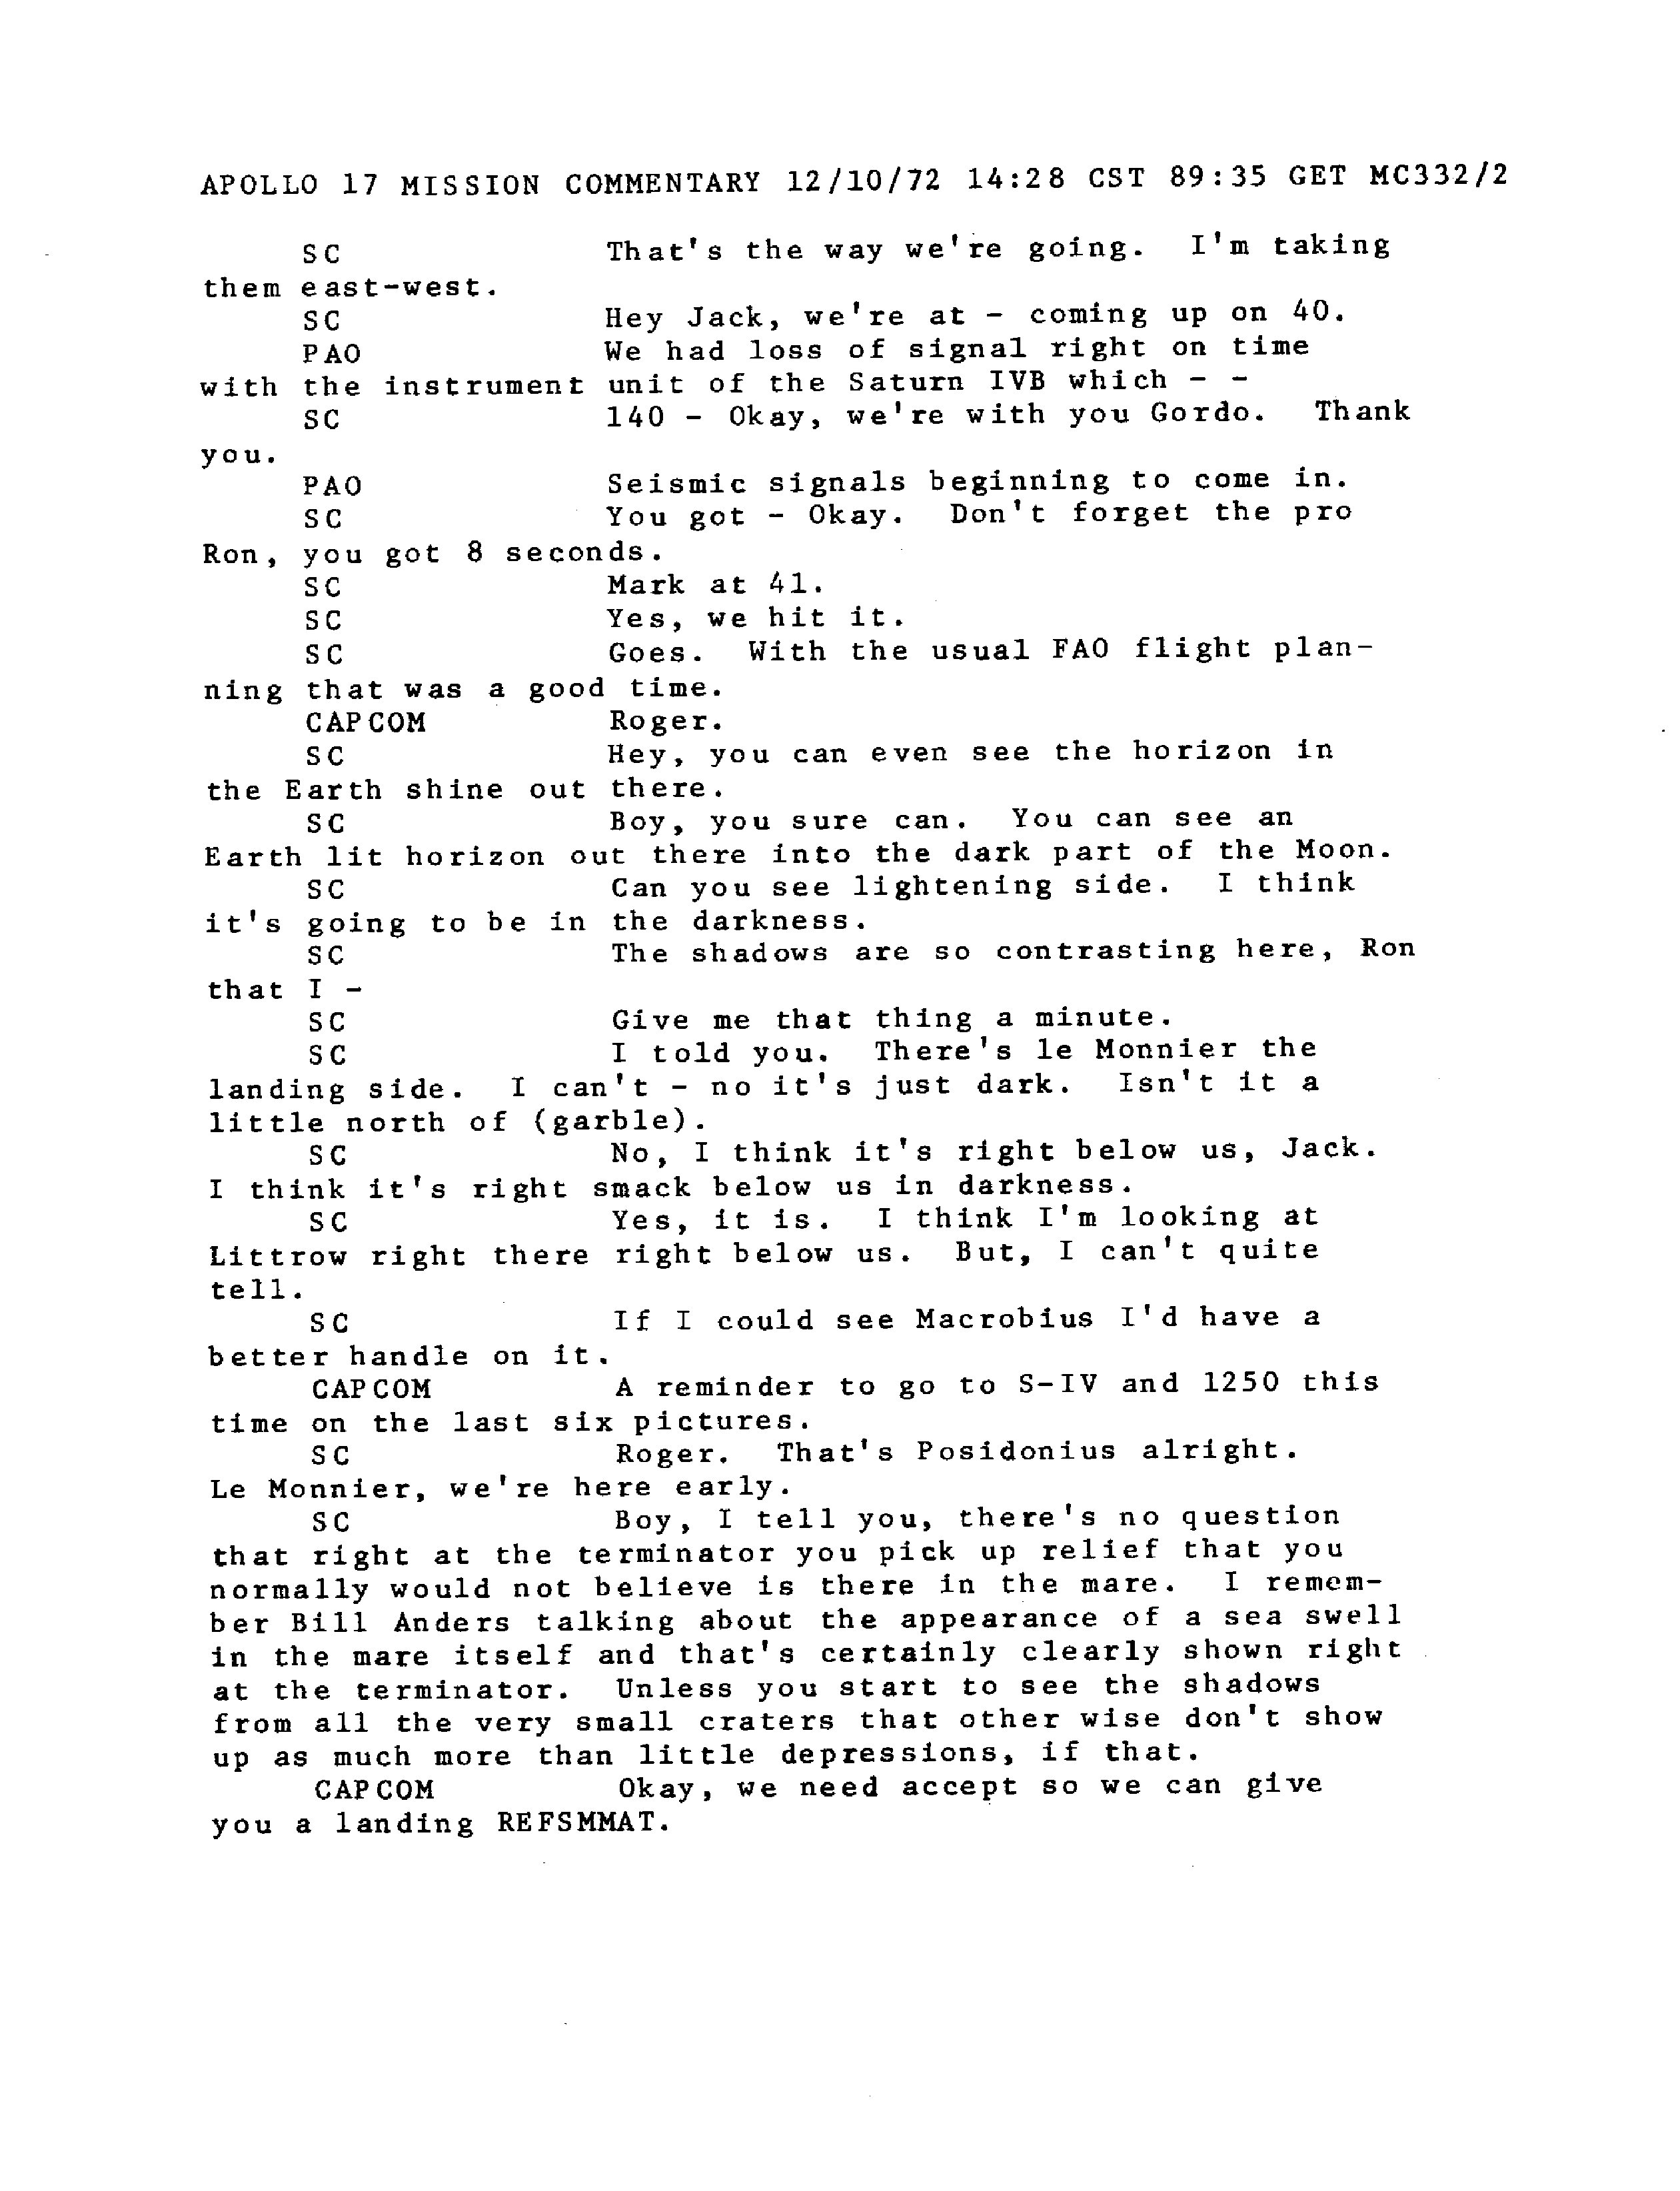 APOLLO 17 MISSION COMMENTARY 12/10/72 14:28 CST 89:35 GET MC332/2
SC That's the way we're going. I'm taking
them east-west.
SC Hey Jack, we're at - coming up on 40.
PAO We had loss of signal right on time
with the instrument unit of the Saturn IVB which - -
SC 140 - Okay, we're with you Gordo. Thank
you.
PAO Seismic signals beginning to come in.
SC You got - Okay. Don't forget the pro
Ron, you got 8 seconds.
SC Mark at 41.
SC Yes, we hit it.
SC Goes. With the usual FAO flight plan-
ning that was a good time.
CAPCOM Roger.
SC Hey, you can even see the horizon in
the Earth shine out there.
SC Boy, you sure can. You can see an
Earth lit horizon out there into the dark part of the Moon.
SC Can you see lightening side. I think
it's going to be in the darkness.
SC The shadows are so contrasting here, Ron
that I -
SC Give me that thing a minute.
SC I told you. There's le Monnier the
landing side. I can't - no it's just dark. Isn't it a
little north of (garble).
SC No, I think it's right below us, Jack.
I think it's right smack below us in darkness.
SC Yes, it is. I think I'm looking at
Littrow right there right below us. But, I can't quite
tell.
SC If I could see Macrobius I'd have a
better handle on it.
CAPCOM A reminder to go to S-IV and 1250 this
time on the last six pictures.
SC Roger. That's Posidonius alright.
Le Monnier, we're here early.
SC Boy, I tell you, there's no question
that right at the terminator you pick up relief that you
normally would not believe is there in the mare. I remem-
ber Bill Anders talking about the appearance of a sea swell
in the mare itself and that's certainly clearly shown right
at the terminator. Unless you start to see the shadows
from all the very small craters that other wise don't show
up as much more than little depressions, if that.
CAPCOM Okay, we need accept so we can give
you a landing REFSMMAT.